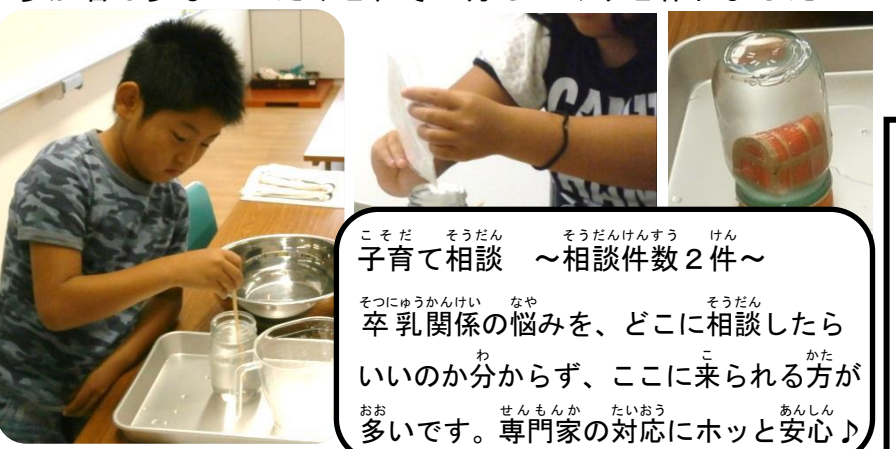 子育て相談　～相談件数２件～
卒乳関係の悩みを、どこに相談したら
いいのか分からず、ここに来られる方が
多いです。専門家の対応にホッと安心♪